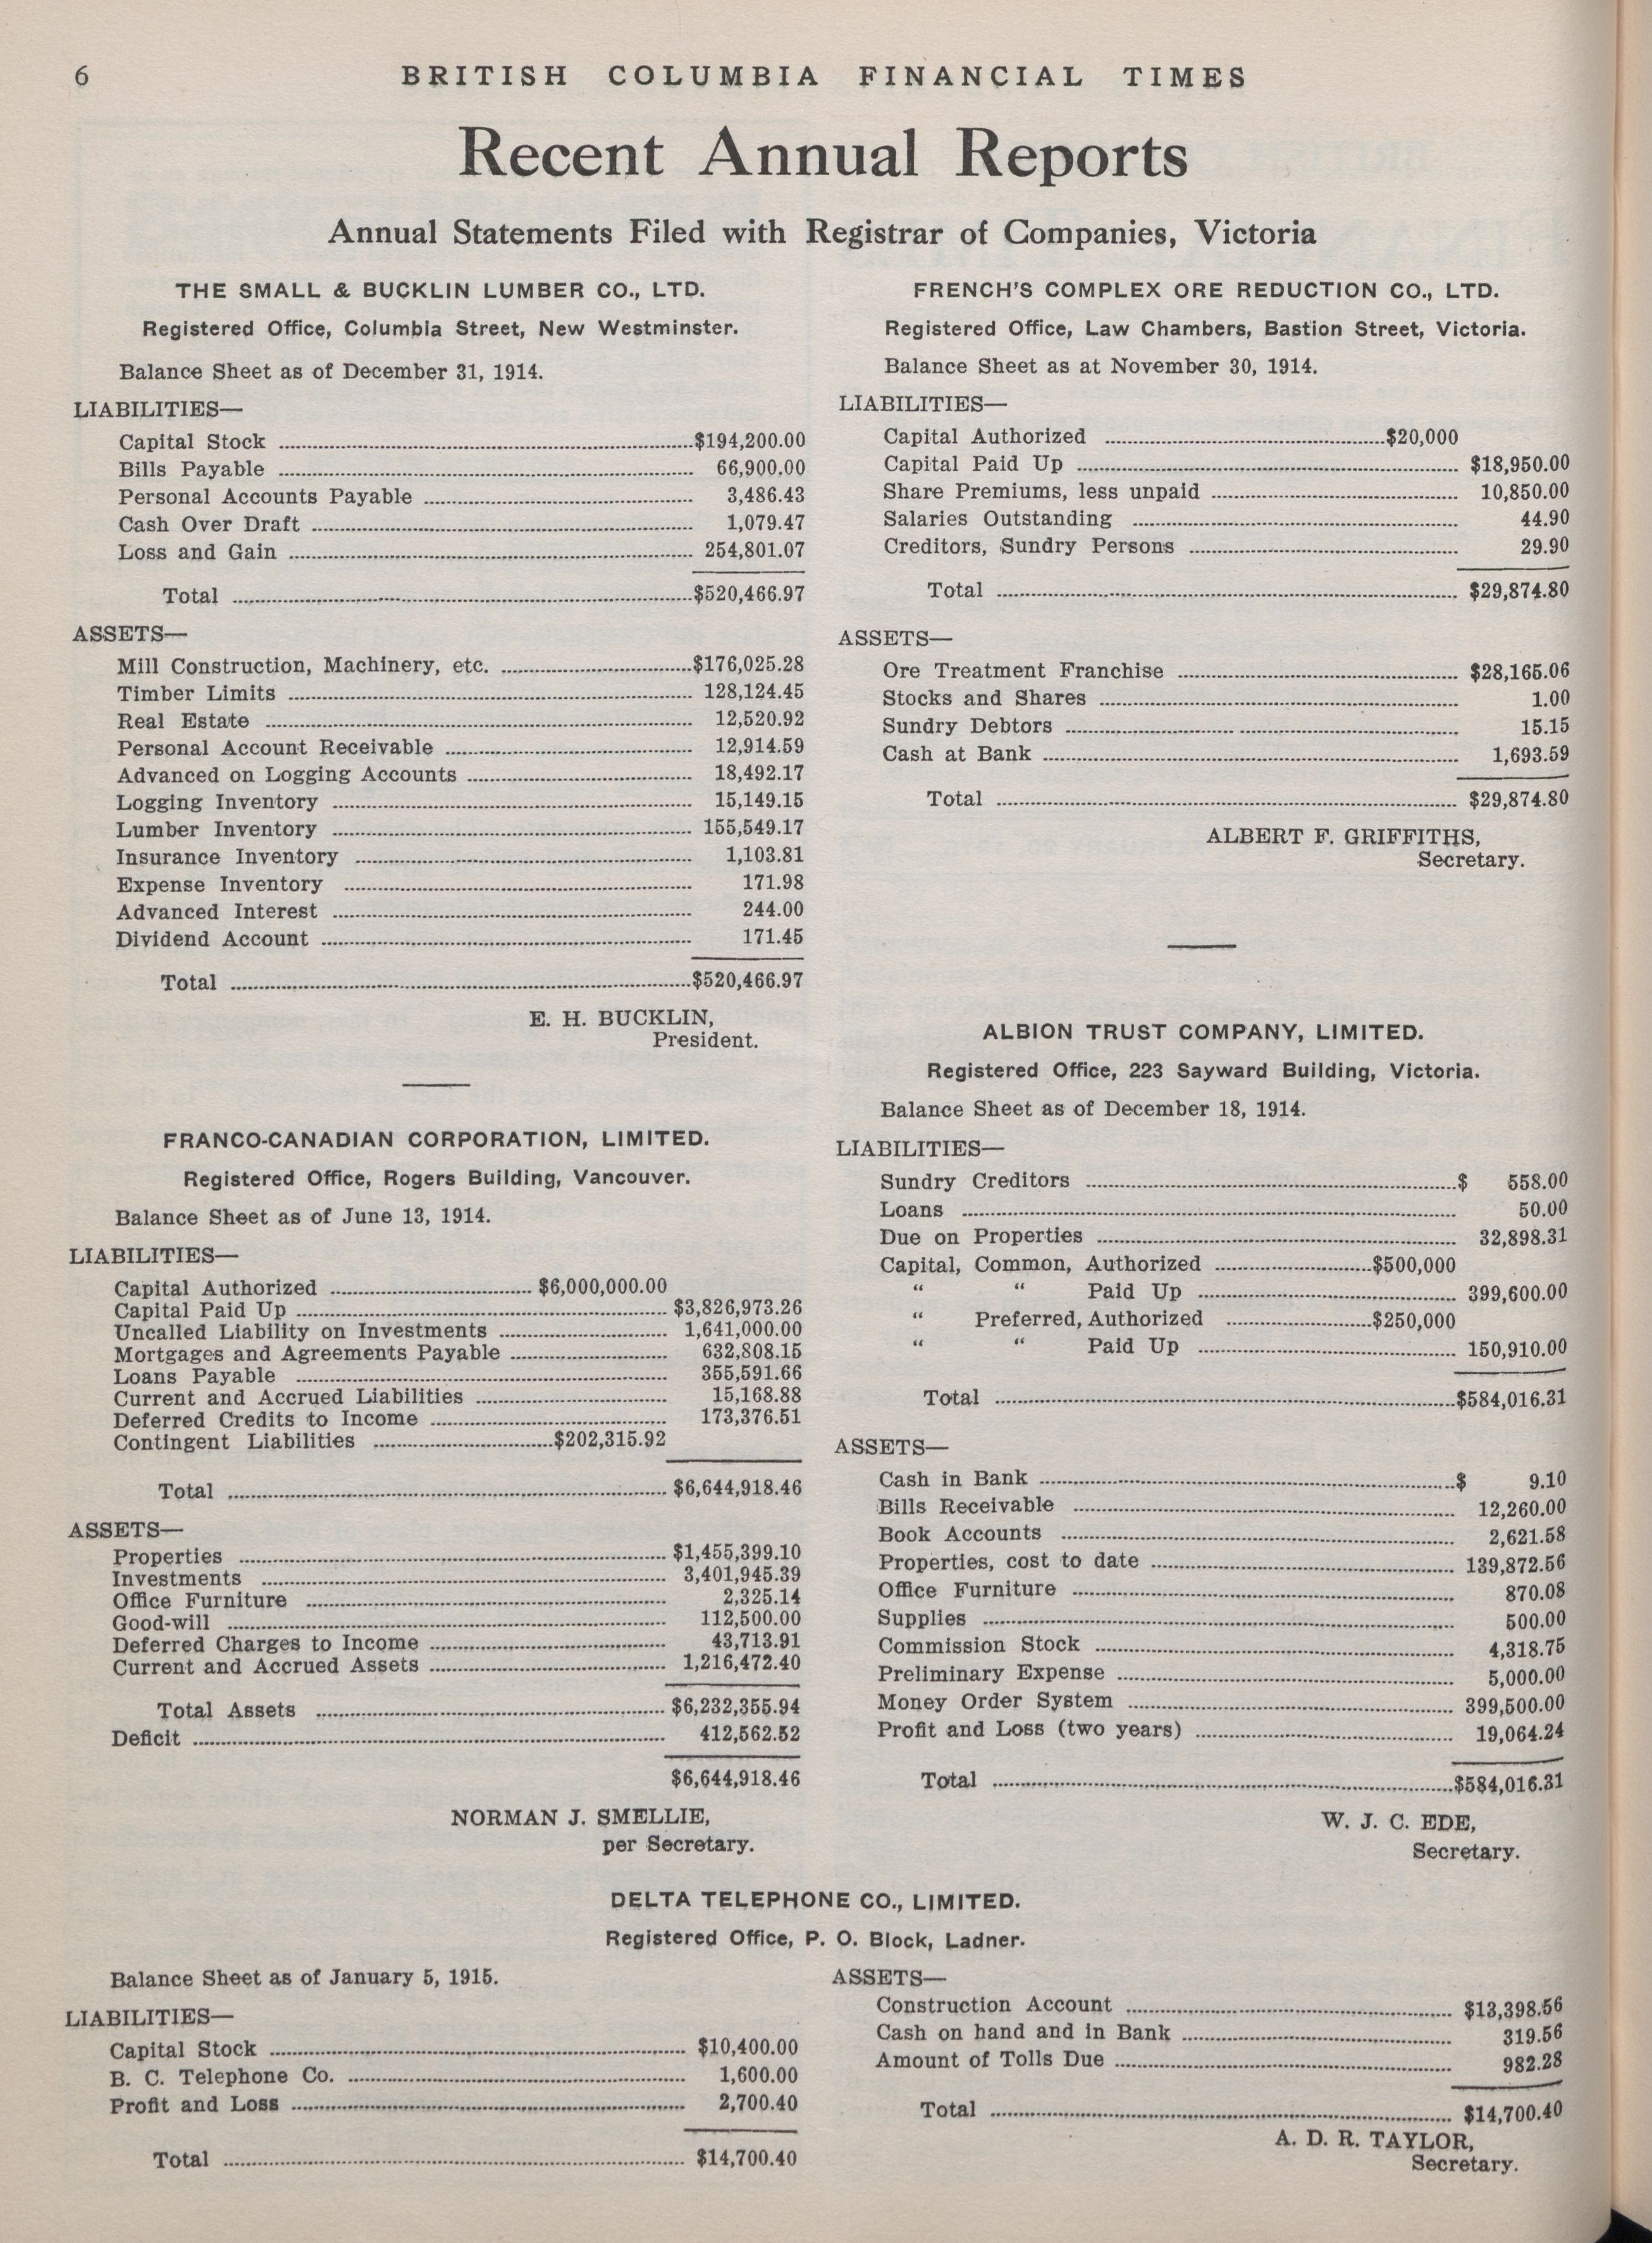 6
BRITISH COLUMBIA FINANCIAL TIMES
Recent Annual Reports
Annual Statements Filed with Registrar of Companies, Victoria
THE SMALL & BUCKLIN LUMBER CO., LTD.
Registered Office, Columbia Street, New Westminster.
Balance Sheet as of December 31, 1914.
LIABILITIES—
Capital Stock ........ $194,200.00
Bills Payable ........ 66,900.00
Personal Accounts Payable ........ 3,486.43
Cash Over Draft ........ 1,079.47
Loss and Gain ........ 254,801.07
Total ........ $520,466.97
ASSETS—
Mill Construction, Machinery, etc. ........ $176,025.28
Timber Limits ........ 128,124.45
Real Estate ........ 12,520.92
Personal Account Receivable ........ 12,914.59
Advanced on Logging Accounts ........ 18,492.17
Logging Inventory ........ 15,149.15
Lumber Inventory ........ 155,549.17
Insurance Inventory ........ 1,103.81
Expense Inventory ........ 171.98
Advanced Interest ........ 244.00
Dividend Account ........ 171.45
Total ........ $520,466.97
E. H. BUCKLIN,
President.
FRANCO-CANADIAN CORPORATION, LIMITED.
Registered Office, Rogers Building, Vancouver.
Balance Sheet as of June 13, 1914.
LIABILITIES—
Capital Authorized ........ $6,000,000.00
Capital Paid Up ........ $3,826,973.26
Uncalled Liability on Investments ........ 1,641,000.00
Mortgages and Agreements Payable ........ 632,808.15
Loans Payable ........ 355,591.66
Current and Accrued Liabilities ........ 15,168.88
Deferred Credits to Income ........ 173,376.51
Contingent Liabilities ........ $202,315.92
Total ........ $6,644,918.46
ASSETS—
Properties ........ $1,455,399.10
Investments ........ 3,401,945.39
Office Furniture ........ 2,325.14
Good-will ........ 112,500.00
Deferred Charges to Income ........ 43,713.91
Current and Accrued Assets ........ 1,216,472.40
Total Assets ........ $6,232,355.94
Deficit ........ 412,562.52
$6,644,918.46
NORMAN J. SMELLIE,
per Secretary.
FRENCH'S COMPLEX ORE REDUCTION CO., LTD.
Registered Office, Law Chambers, Bastion Street, Victoria.
Balance Sheet as at November 30, 1914.
LIABILITIES—
Capital Authorized ........ $20,000
Capital Paid Up ........ $18,950.00
Share Premiums, less unpaid ........ 10,850.00
Salaries Outstanding ........ 44.90
Creditors, Sundry Persons ........ 29.90
Total ........ $29,874.80
ASSETS—
Ore Treatment Franchise ........ $28,165.06
Stocks and Shares ........ 1.00
Sundry Debtors ........ 15.15
Cash at Bank ........ 1,693.59
Total ........ $29,874.80
ALBERT F. GRIFFITHS,
Secretary.
ALBION TRUST COMPANY, LIMITED.
Registered Office, 223 Sayward Building, Victoria.
Balance Sheet as of December 18, 1914.
LIABILITIES—
Sundry Creditors ........ $ 558.00
Loans ........ 50.00
Due on Properties ........ 32,898.31
Capital, Common, Authorized ........ $500,000
“ “ Paid Up ........ 399,600.00
“ Preferred, Authorized ........ $250,000
“ “ Paid Up ........ 150,910.00
Total ........ $584,016.31
ASSETS—
Cash in Bank ........ $ 9.10
Bills Receivable ........ 12,260.00
Book Accounts ........ 2,621.58
Properties, cost to date ........ 139,872.56
Office Furniture ........ 870.08
Supplies ........ 500.00
Commission Stock ........ 4,318.75
Preliminary Expense ........ 5,000.00
Money Order System ........ 399,500.00
Profit and Loss (two years) ........ 19,064.24
Total ........ $584,016.31
W. J. C. EDE,
Secretary.
DELTA TELEPHONE CO., LIMITED.
Registered Office, P. O. Block, Ladner.
Balance Sheet as of January 5, 1915.
LIABILITIES—
Capital Stock ........ $10,400.00
B. C. Telephone Co. ........ 1,600.00
Profit and Loss ........ 2,700.40
Total ........ $14,700.40
ASSETS—
Construction Account ........ $13,398.56
Cash on hand and in Bank ........ 319.56
Amount of Tolls Due ........ 982.28
Total ........ $14,700.40
A. D. R. TAYLOR,
Secretary.